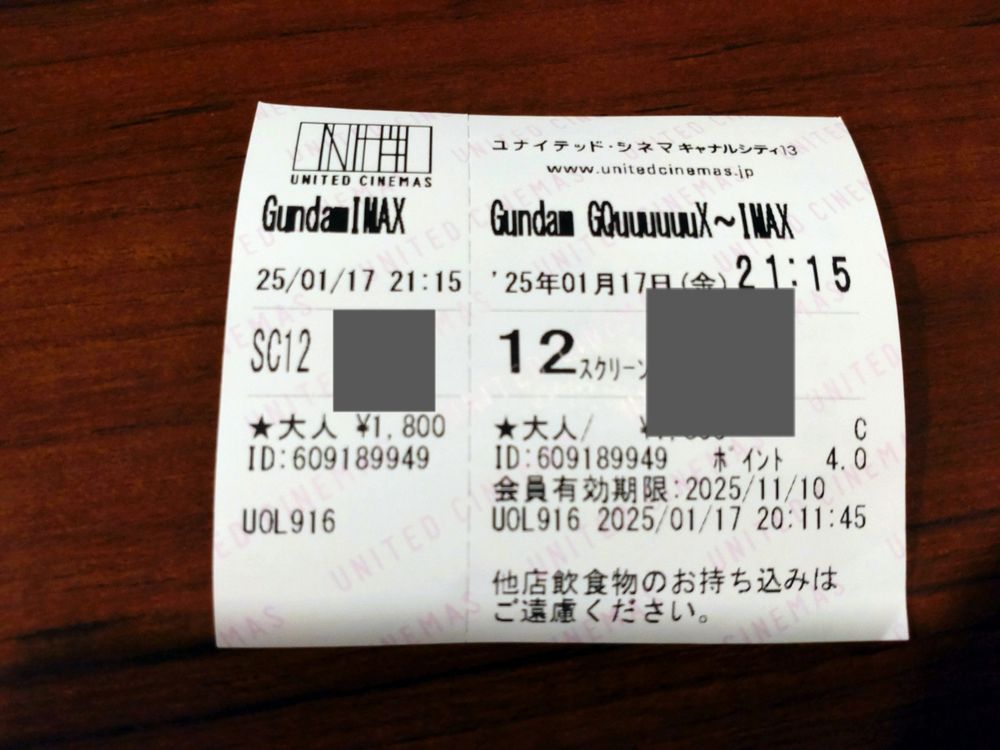 UNITED CINEMAS
GundamIMAX
25/01/17 21:15
SC12
★大人 ¥1,800
ID:609189949
UOL916
ユナイテッド・シネマ キャナルシティ13
www.unitedcinemas.jp
Gundam GQuuuuuuX～IMAX
'25年01月17日(金) 21:15
12スクリーン
★大人/ C
ID:609189949 ポイント 4.0
会員有効期限:2025/11/10
UOL916 2025/01/17 20:11:45
他店飲食物のお持ち込みは
ご遠慮ください。